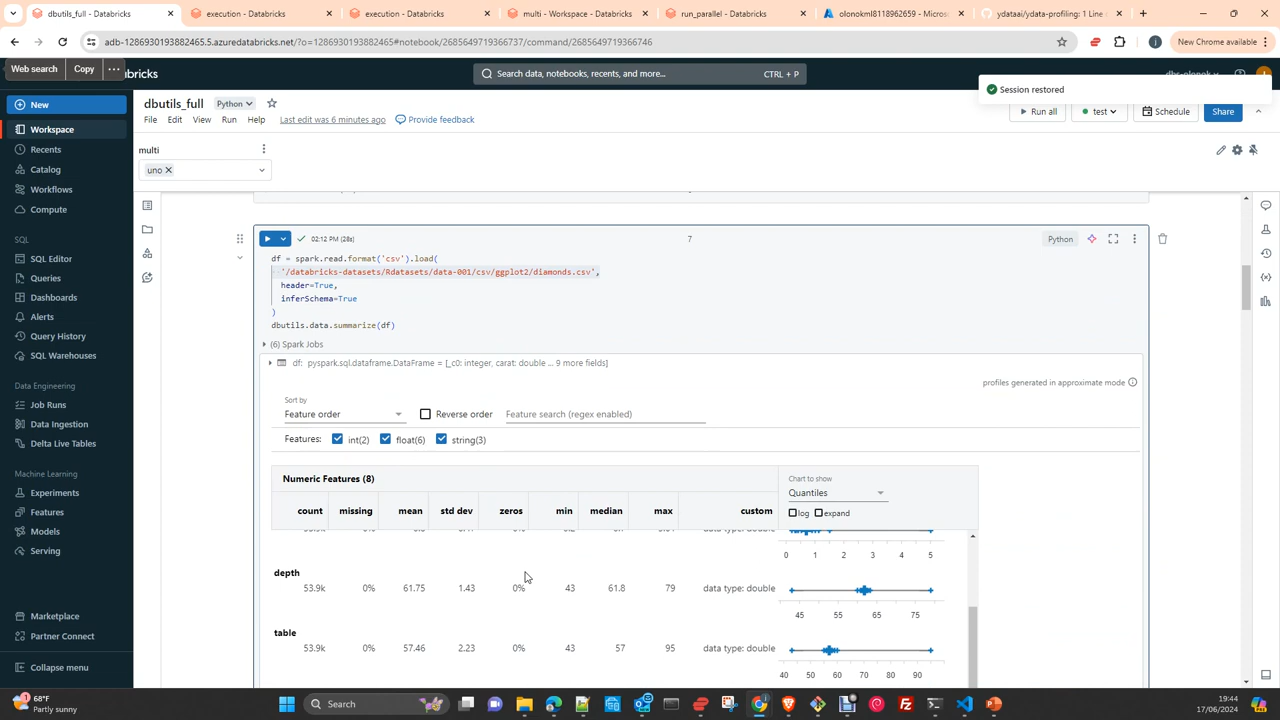 dbutils_full - Databricks
execution - Databricks
execution - Databricks
multi - Workspace - Databricks
run_parallel - Databricks
olonokml8118962659 - Micros
ydataai/ydata-profiling: 1 Line
adb-1286930193882465.5.azuredatabricks.net/?o=1286930193882465#notebook/2685649719366737/command/2685649719366746
New Chrome available
Web search
Copy
bricks
Search data, notebooks, recents, and more...
CTRL + P
Session restored
New
Workspace
Recents
Catalog
Workflows
Compute
SQL
SQL Editor
Queries
Dashboards
Alerts
Query History
SQL Warehouses
Data Engineering
Job Runs
Data Ingestion
Delta Live Tables
Machine Learning
Experiments
Features
Models
Serving
Marketplace
Partner Connect
Collapse menu
dbutils_full
Python
File Edit View Run Help
Last edit was 6 minutes ago
Provide feedback
Run all
test
Schedule
Share
multi
uno
02:12 PM (28s)
7
Python
df = spark.read.format('csv').load(
'/databricks-datasets/Rdatasets/data-001/csv/ggplot2/diamonds.csv',
header=True,
inferSchema=True
)
dbutils.data.summarize(df)
(6) Spark Jobs
df: pyspark.sql.dataframe.DataFrame = [_c0: integer, carat: double ... 9 more fields]
profiles generated in approximate mode
Sort by
Feature order
Reverse order
Feature search (regex enabled)
Features: int(2) float(6) string(3)
Numeric Features (8)
Chart to show
Quantiles
log expand
count missing mean std dev zeros min median max custom
0 1 2 3 4 5
depth
53.9k 0% 61.75 1.43 0% 43 61.8 79 data type: double
45 55 65 75
table
53.9k 0% 57.46 2.23 0% 43 57 95 data type: double
40 50 60 70 80 90
68°F
Partly sunny
Search
19:44
17/06/2024